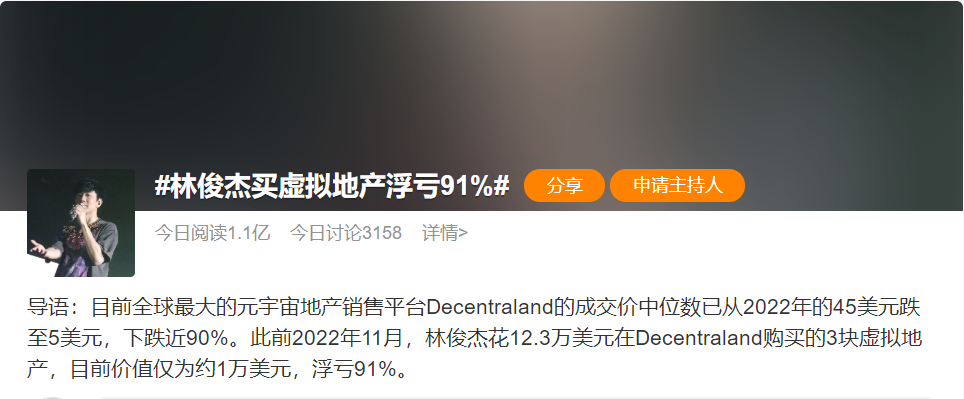 #林俊杰买虚拟地产浮亏91%# 分享 申请主持人
今日阅读1.1亿 今日讨论3158 详情>
导语：目前全球最大的元宇宙地产销售平台Decentraland的成交价中位数已从2022年的45美元跌
至5美元，下跌近90%。此前2022年11月，林俊杰花12.3万美元在Decentraland购买的3块虚拟地
产，目前价值仅为约1万美元，浮亏91%。